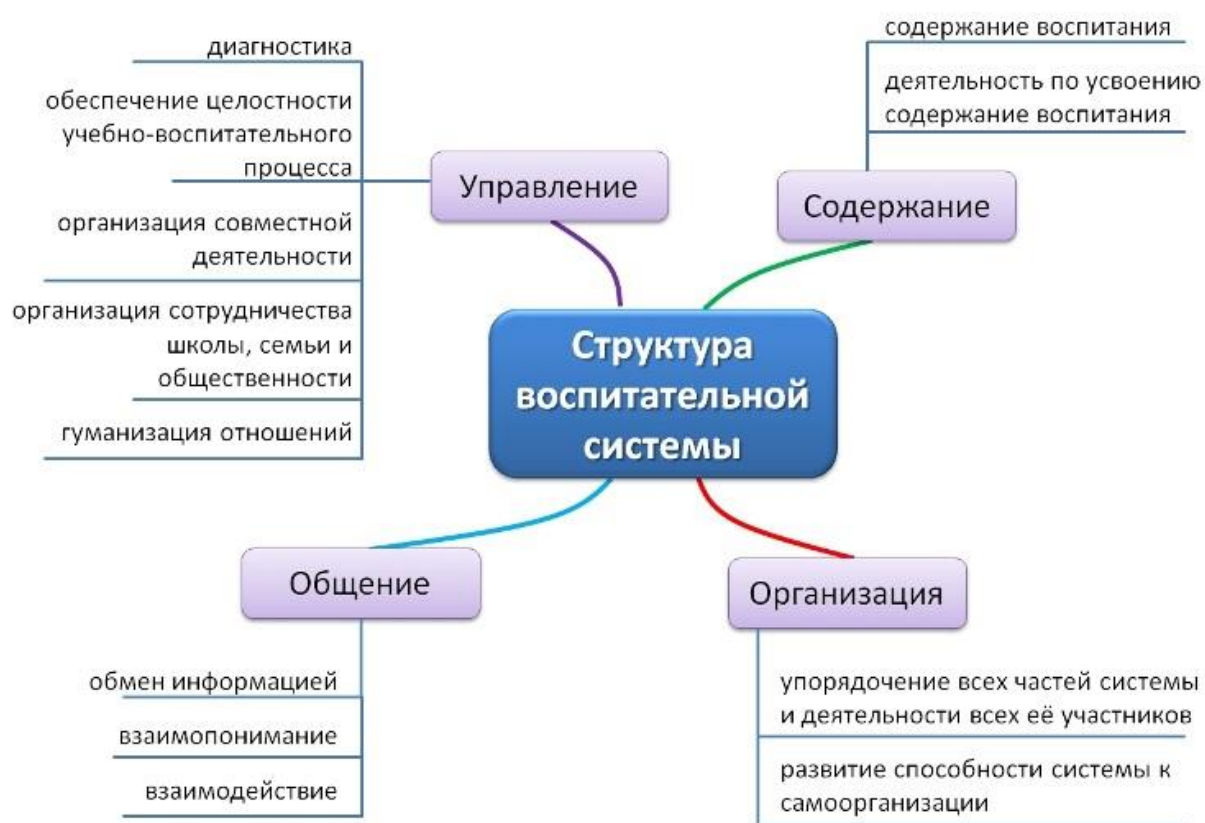 диагностика
обеспечение целостности
учебно-воспитательного
процесса
организация совместной
деятельности
организация сотрудничества
школы, семьи и
общественности
гуманизация отношений
Управление
содержание воспитания
деятельность по усвоению
содержание воспитания
Содержание
Структура
воспитательной
системы
Общение
обмен информацией
взаимопонимание
взаимодействие
Организация
упорядочение всех частей системы
и деятельности всех её участников
развитие способности системы к
самоорганизации